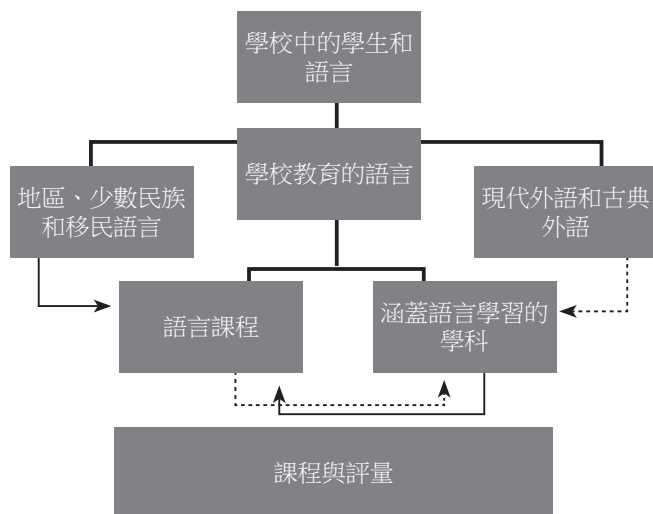 學校中的學生和
語言
學校教育的語言
地區、少數民族
和移民語言
現代外語和古典
外語
語言課程
涵蓋語言學習的
學科
課程與評量